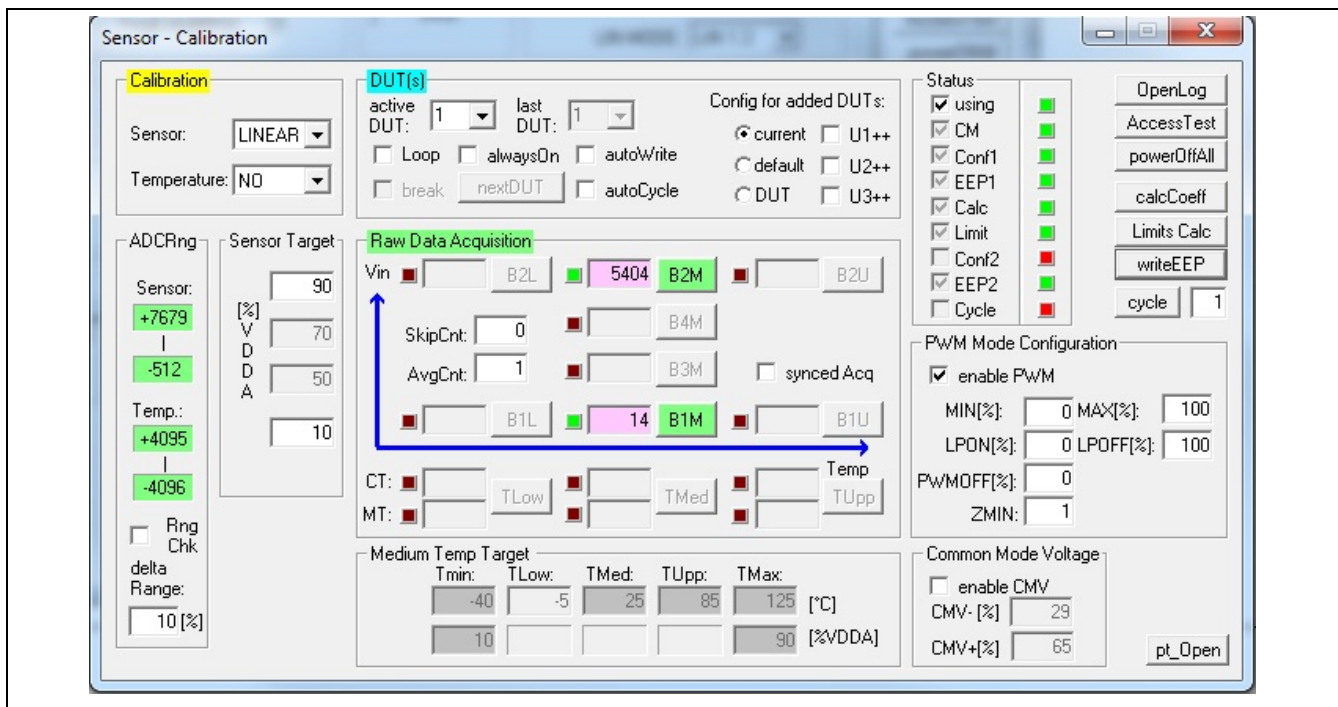 Sensor - Calibration
Calibration
Sensor: LINEAR
Temperature: NO
DUT(s)
active DUT: 1 last DUT: 1
Loop alwaysOn autoWrite
break nextDUT autoCycle
Config for added DUTs:
current U1++
default U2++
DUT U3++
Status
using
CM
Conf1
EEP1
Calc
Limit
Conf2
EEP2
Cycle
OpenLog
AccessTest
powerOffAll
calcCoeff
Limits Calc
writeEEP
cycle 1
ADCRng
Sensor:
+7679
|
-512
Temp.:
+4095
|
-4096
Rng
Chk
delta
Range:
10 [%]
Sensor Target
[%]
V
D
D
A
90
70
50
10
Raw Data Acquisition
Vin B2L 5404 B2M B2U
SkipCnt: 0 B4M
AvgCnt: 1 B3M synced Acq
B1L 14 B1M B1U
Temp
CT: TLow TMed TUpp
MT:
Medium Temp Target
Tmin: TLow: TMed: TUpp: TMax:
-40 -5 25 85 125 [°C]
10 90 [%VDDA]
PWM Mode Configuration
enable PWM
MIN[%]: 0 MAX[%]: 100
LPON[%]: 0 LPOFF[%]: 100
PWMOFF[%]: 0
ZMIN: 1
Common Mode Voltage
enable CMV
CMV- [%] 29
CMV+[%] 65
pt_Open